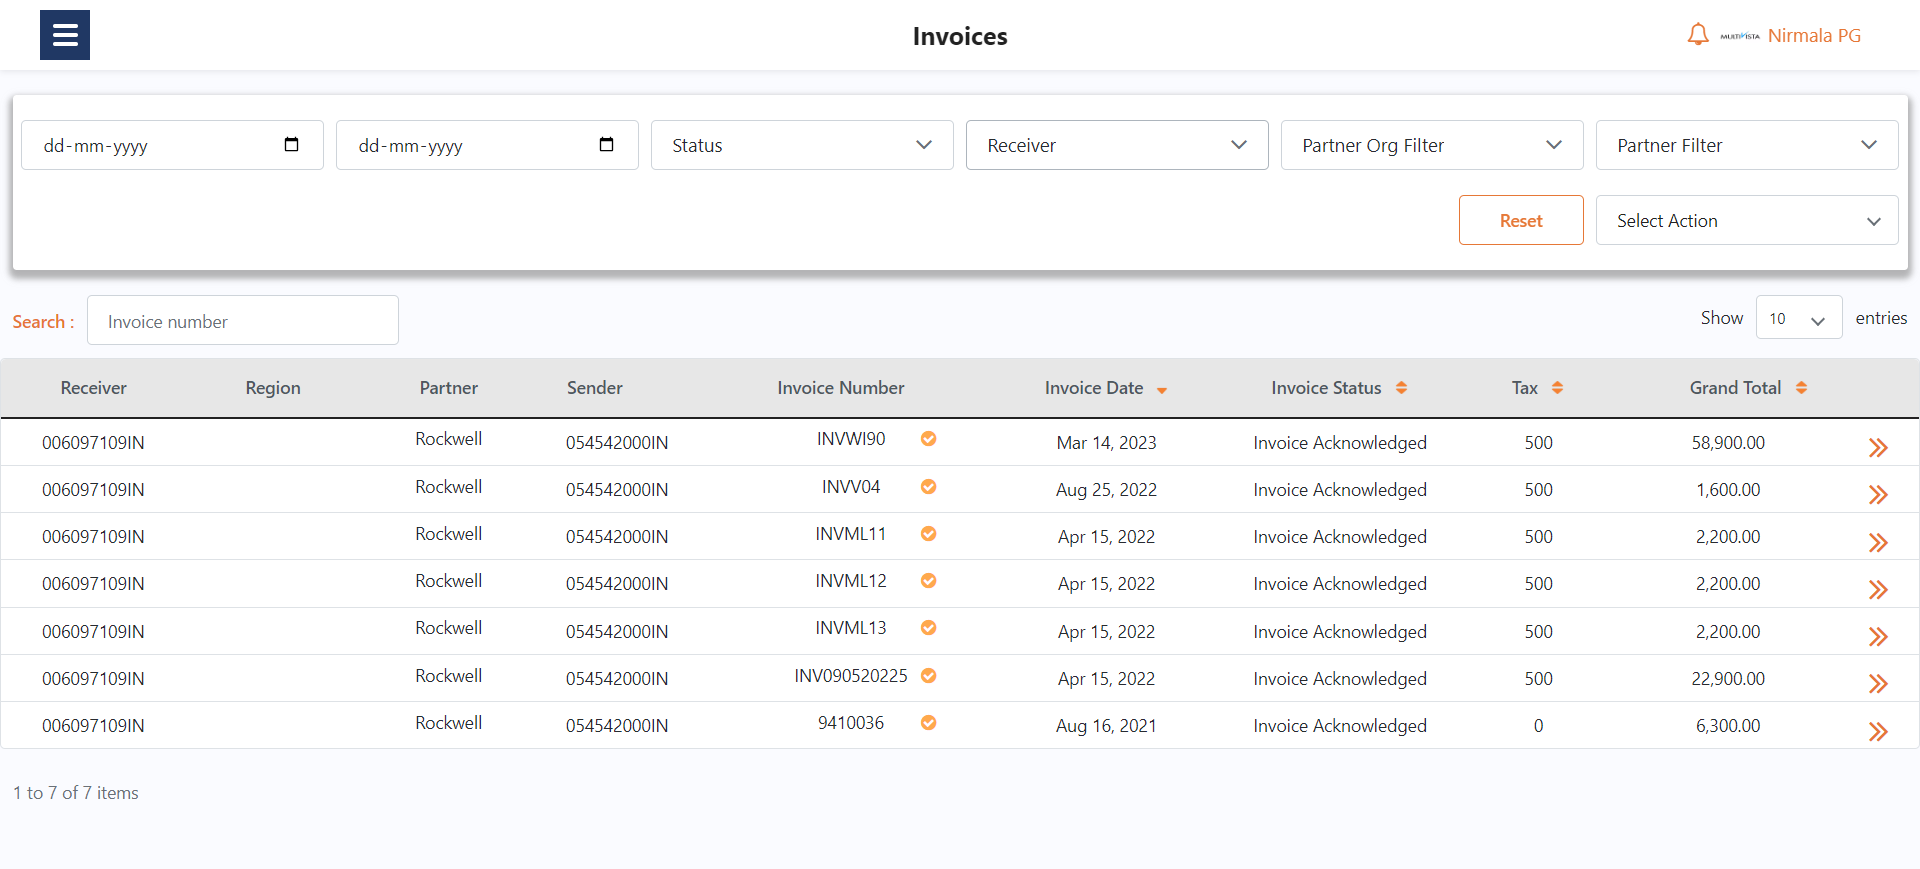 Invoices
MULTIVISTA Nirmala PG
dd-mm-yyyy dd-mm-yyyy Status Receiver Partner Org Filter Partner Filter
Reset Select Action
Search : Invoice number Show 10 entries
Receiver Region Partner Sender Invoice Number Invoice Date Invoice Status Tax Grand Total
006097109IN Rockwell 054542000IN INVWI90 Mar 14, 2023 Invoice Acknowledged 500 58,900.00
006097109IN Rockwell 054542000IN INVV04 Aug 25, 2022 Invoice Acknowledged 500 1,600.00
006097109IN Rockwell 054542000IN INVML11 Apr 15, 2022 Invoice Acknowledged 500 2,200.00
006097109IN Rockwell 054542000IN INVML12 Apr 15, 2022 Invoice Acknowledged 500 2,200.00
006097109IN Rockwell 054542000IN INVML13 Apr 15, 2022 Invoice Acknowledged 500 2,200.00
006097109IN Rockwell 054542000IN INV090520225 Apr 15, 2022 Invoice Acknowledged 500 22,900.00
006097109IN Rockwell 054542000IN 9410036 Aug 16, 2021 Invoice Acknowledged 0 6,300.00
1 to 7 of 7 items